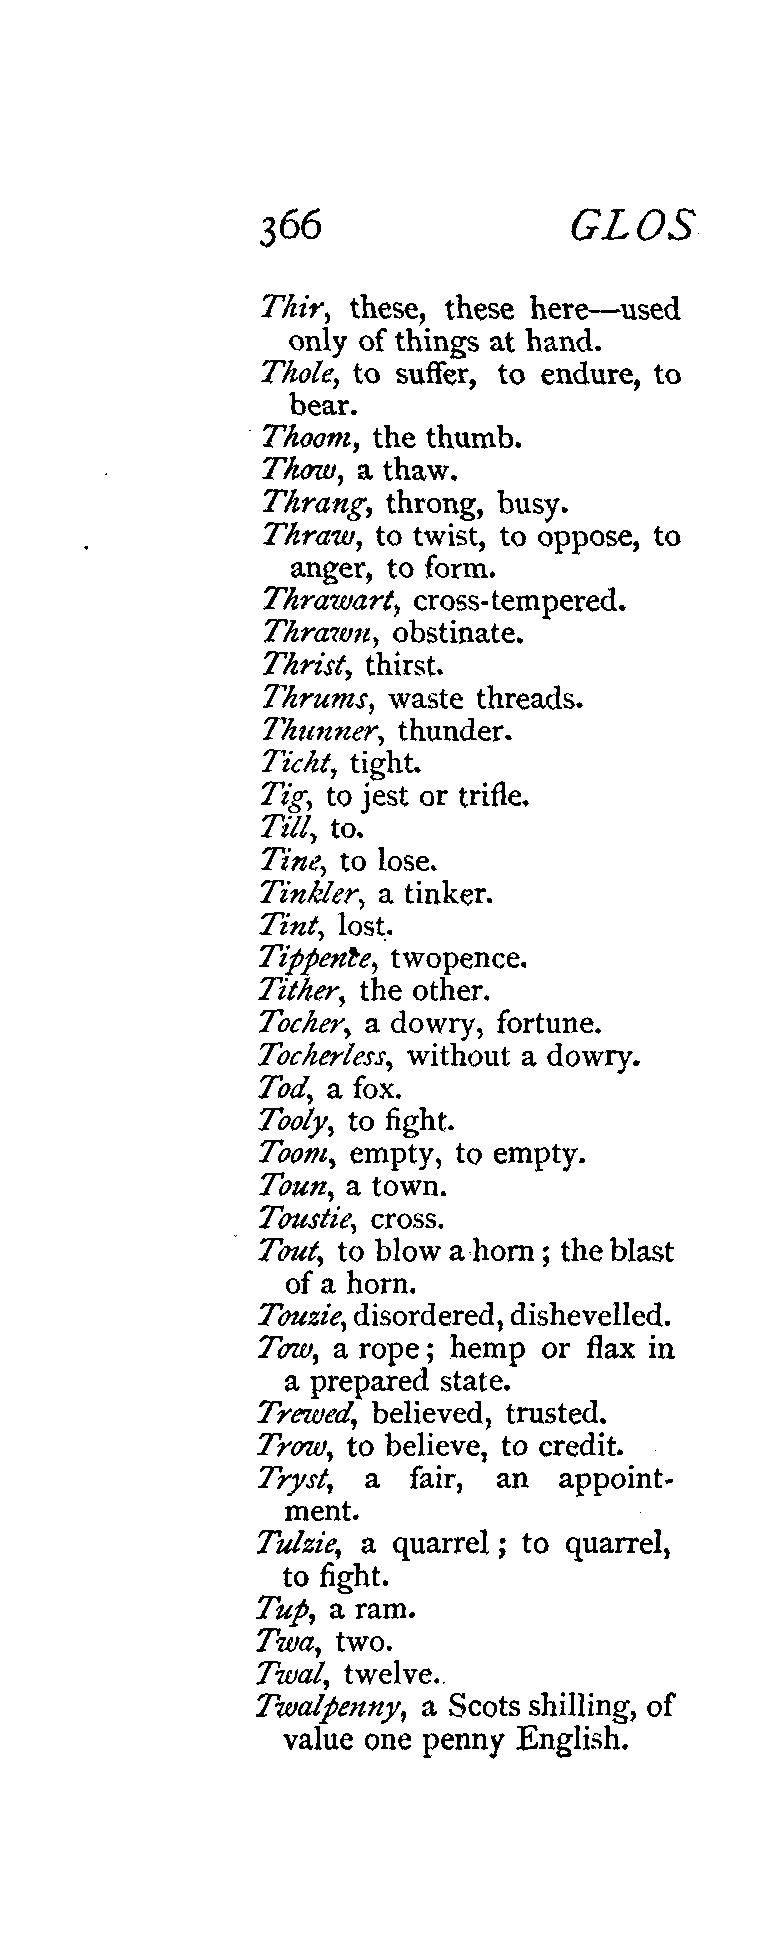 366 GLOS
Thir, these, these here—used
only of things at hand.
Thole, to suffer, to endure, to
bear.
Thoom, the thumb.
Thow, a thaw.
Thrang, throng, busy.
Thraw, to twist, to oppose, to
anger, to form.
Thrawart, cross-tempered.
Thrawn, obstinate.
Thrist, thirst.
Thrums, waste threads.
Thunner, thunder.
Ticht, tight.
Tig, to jest or trifle.
Till, to.
Tine, to lose.
Tinkler, a tinker.
Tint, lost.
Tippente, twopence.
Tither, the other.
Tocher, a dowry, fortune.
Tocherless, without a dowry.
Tod, a fox.
Tooly, to fight.
Toom, empty, to empty.
Toun, a town.
Toustie, cross.
Tout, to blow a horn ; the blast
of a horn.
Touzie, disordered, dishevelled.
Tow, a rope ; hemp or flax in
a prepared state.
Trewed, believed, trusted.
Trow, to believe, to credit.
Tryst, a fair, an appoint-
ment.
Tulzie, a quarrel ; to quarrel,
to fight.
Tup, a ram.
Twa, two.
Twal, twelve.
Twalpenny, a Scots shilling, of
value one penny English.